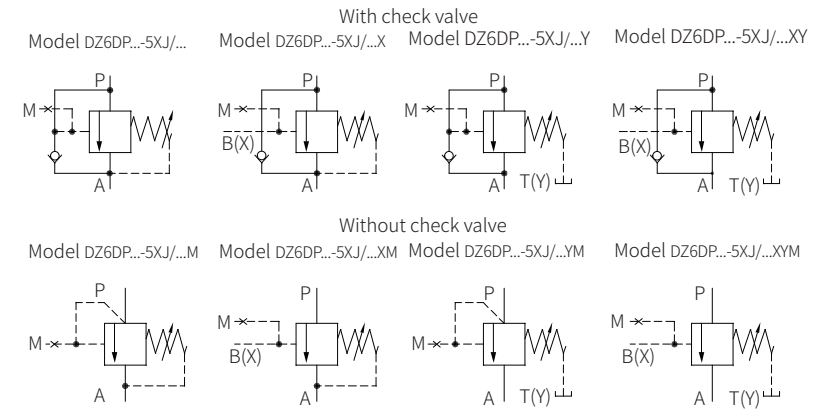 With check valve
Model DZ6DP...-5XJ/... Model DZ6DP...-5XJ/...X Model DZ6DP...-5XJ/...Y Model DZ6DP...-5XJ/...XY
P P P P
M M M M
B(X) B(X)
A A A T(Y) A T(Y)
Without check valve
Model DZ6DP...-5XJ/...M Model DZ6DP...-5XJ/...XM Model DZ6DP...-5XJ/...YM Model DZ6DP...-5XJ/...XYM
P P P P
M M M M
B(X) B(X)
A A A T(Y) A T(Y)